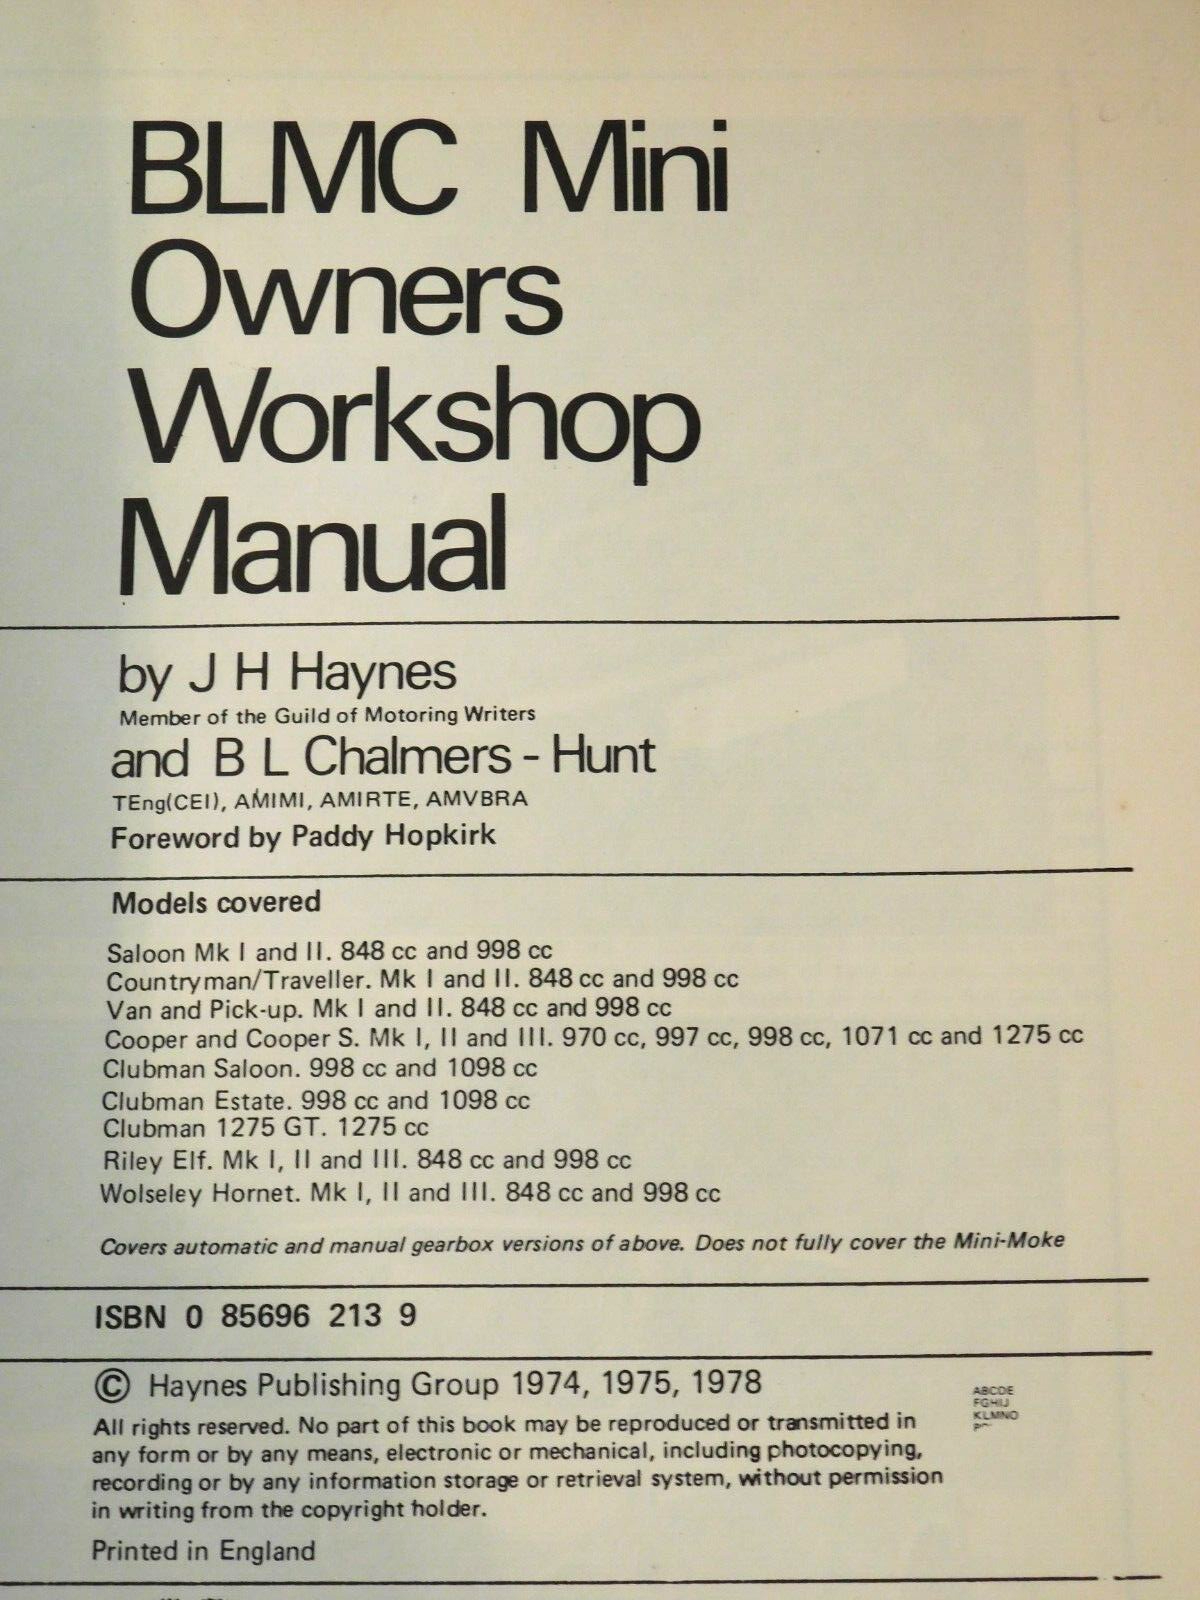 BLMC Mini
Owners
Workshop
Manual
by J H Haynes
Member of the Guild of Motoring Writers
and B L Chalmers - Hunt
TEng(CEI), AMIMI, AMIRTE, AMVBRA
Foreword by Paddy Hopkirk
Models covered
Saloon Mk I and II. 848 cc and 998 cc
Countryman/Traveller. Mk I and II. 848 cc and 998 cc
Van and Pick-up. Mk I and II. 848 cc and 998 cc
Cooper and Cooper S. Mk I, II and III. 970 cc, 997 cc, 998 cc, 1071 cc and 1275 cc
Clubman Saloon. 998 cc and 1098 cc
Clubman Estate. 998 cc and 1098 cc
Clubman 1275 GT. 1275 cc
Riley Elf. Mk I, II and III. 848 cc and 998 cc
Wolseley Hornet. Mk I, II and III. 848 cc and 998 cc
Covers automatic and manual gearbox versions of above. Does not fully cover the Mini-Moke
ISBN 0 85696 213 9
© Haynes Publishing Group 1974, 1975, 1978
ABCDE
FGHIJ
KLMNO
All rights reserved. No part of this book may be reproduced or transmitted in
any form or by any means, electronic or mechanical, including photocopying,
recording or by any information storage or retrieval system, without permission
in writing from the copyright holder.
Printed in England